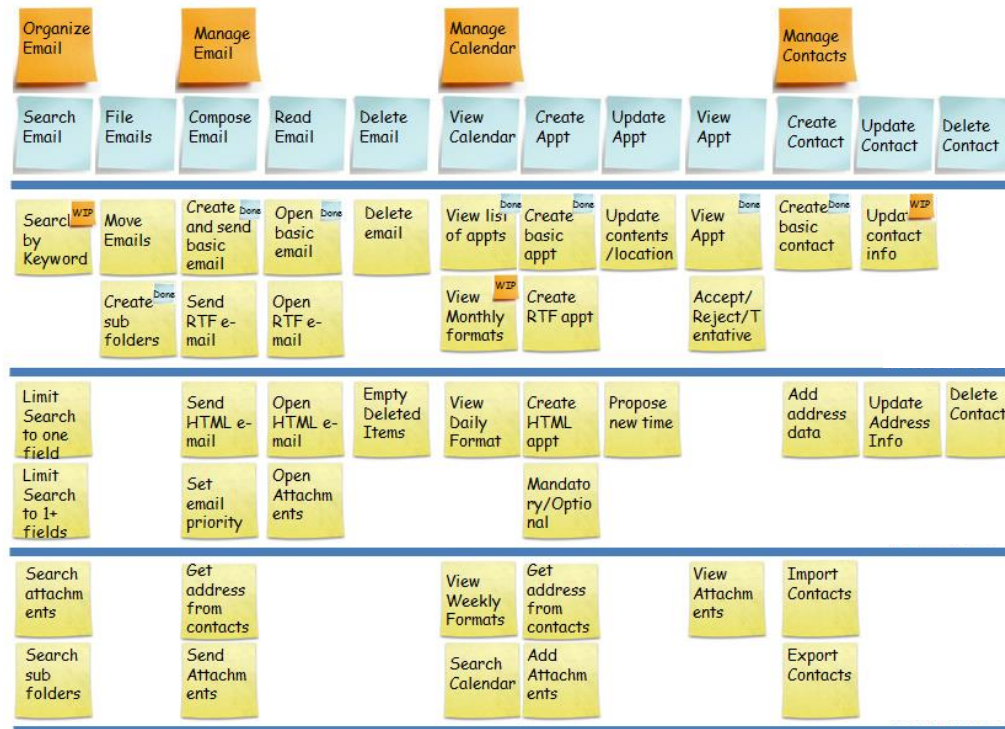 Organize
Email
Manage
Email
Manage
Calendar
Manage
Contacts
Search
Email
File
Emails
Compose
Email
Read
Email
Delete
Email
View
Calendar
Create
Appt
Update
Appt
View
Appt
Create
Contact
Update
Contact
Delete
Contact
Search
by
Keyword
WIP
Move
Emails
Create
and send
basic
email
Done
Open
basic
email
Done
Delete
email
View list
of appts
Done
Create
basic
appt
Done
Update
contents
/location
View
Appt
Done
Create
basic
contact
Done
Update
contact
info
WIP
Create
sub
folders
Done
Send
RTF e-
mail
Open
RTF e-
mail
View
Monthly
formats
WIP
Create
RTF appt
Accept/
Reject/T
entative
Limit
Search
to one
field
Send
HTML e-
mail
Open
HTML e-
mail
Empty
Deleted
Items
View
Daily
Format
Create
HTML
appt
Propose
new time
Add
address
data
Update
Address
Info
Delete
Contact
Limit
Search
to 1+
fields
Set
email
priority
Open
Attachm
ents
Mandato
ry/Optio
nal
Search
attachm
ents
Get
address
from
contacts
View
Weekly
Formats
Get
address
from
contacts
View
Attachm
ents
Import
Contacts
Search
sub
folders
Send
Attachm
ents
Search
Calendar
Add
Attachm
ents
Export
Contacts